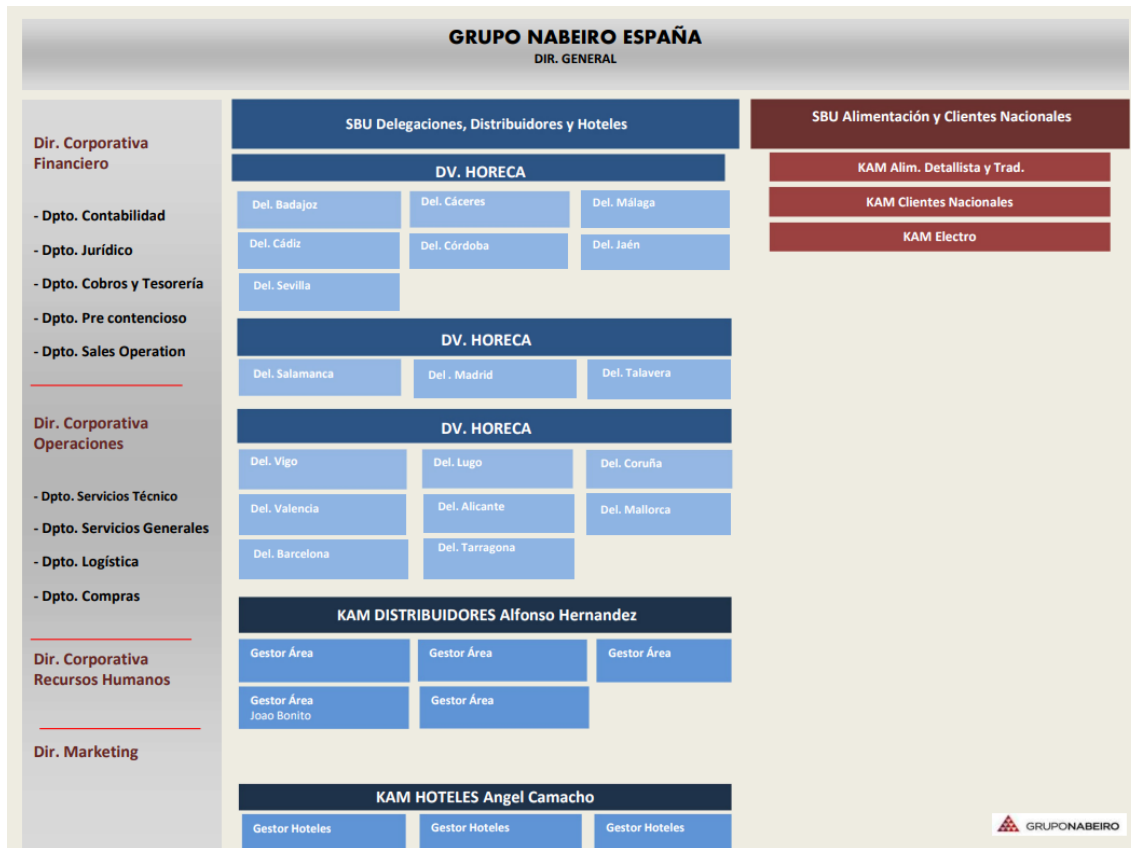 GRUPO NABEIRO ESPAÑA
DIR. GENERAL
Dir. Corporativa
Financiero
- Dpto. Contabilidad
- Dpto. Jurídico
- Dpto. Cobros y Tesorería
- Dpto. Pre contencioso
- Dpto. Sales Operation
Dir. Corporativa
Operaciones
- Dpto. Servicios Técnico
- Dpto. Servicios Generales
- Dpto. Logística
- Dpto. Compras
Dir. Corporativa
Recursos Humanos
Dir. Marketing
SBU Delegaciones, Distribuidores y Hoteles
DV. HORECA
Del. Badajoz
Del. Cáceres
Del. Málaga
Del. Cádiz
Del. Córdoba
Del. Jaén
Del. Sevilla
DV. HORECA
Del. Salamanca
Del . Madrid
Del. Talavera
DV. HORECA
Del. Vigo
Del. Lugo
Del. Coruña
Del. Valencia
Del. Alicante
Del. Mallorca
Del. Barcelona
Del. Tarragona
KAM DISTRIBUIDORES Alfonso Hernandez
Gestor Área
Gestor Área
Gestor Área
Gestor Área
Joao Bonito
Gestor Área
KAM HOTELES Angel Camacho
Gestor Hoteles
Gestor Hoteles
Gestor Hoteles
SBU Alimentación y Clientes Nacionales
KAM Alim. Detallista y Trad.
KAM Clientes Nacionales
KAM Electro
GRUPONABEIRO